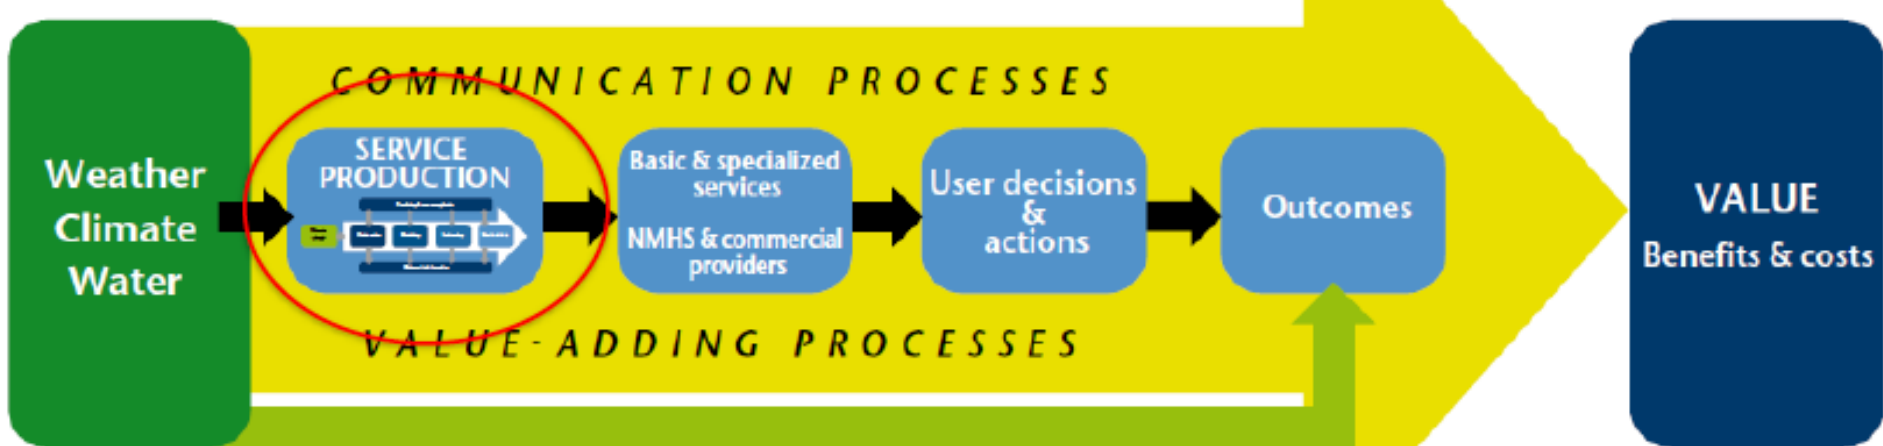 COMMUNICATION PROCESSES
Weather
Climate
Water
SERVICE
PRODUCTION
Basic & specialized
services
NMHS & commercial
providers
User decisions
&
actions
Outcomes
VALUE
Benefits & costs
VALUE-ADDING PROCESSES